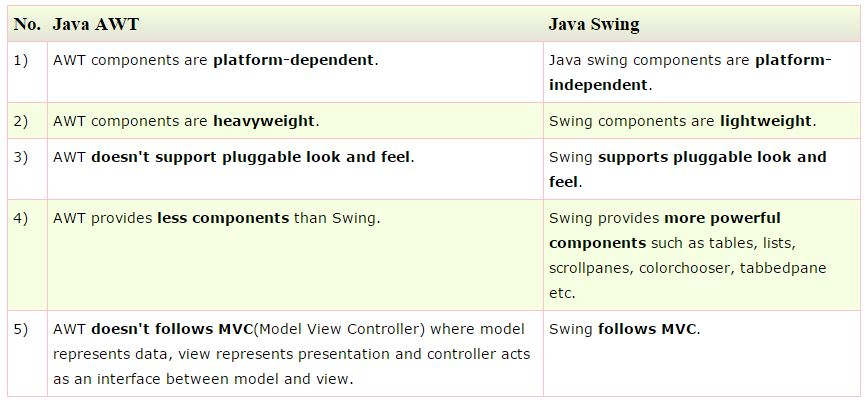 No. Java AWT Java Swing
1) AWT components are platform-dependent. Java swing components are platform-
independent.
2) AWT components are heavyweight. Swing components are lightweight.
3) AWT doesn't support pluggable look and feel. Swing supports pluggable look and
feel.
4) AWT provides less components than Swing. Swing provides more powerful
components such as tables, lists,
scrollpanes, colorchooser, tabbedpane
etc.
5) AWT doesn't follows MVC(Model View Controller) where model
represents data, view represents presentation and controller acts
as an interface between model and view. Swing follows MVC.